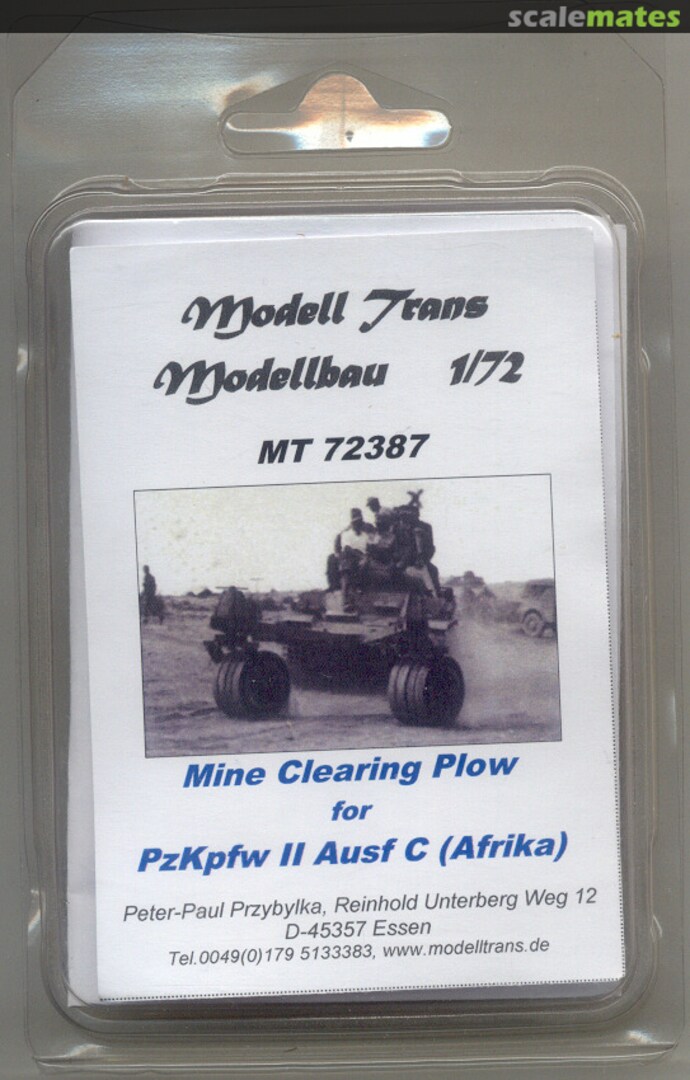 scalemates
Modell Trans
Modellbau 1/72
MT 72387
Mine Clearing Plow
for
PzKpfw II Ausf C (Afrika)
Peter-Paul Przybylka, Reinhold Unterberg Weg 12
D-45357 Essen
Tel.0049(0)179 5133383, www.modelltrans.de